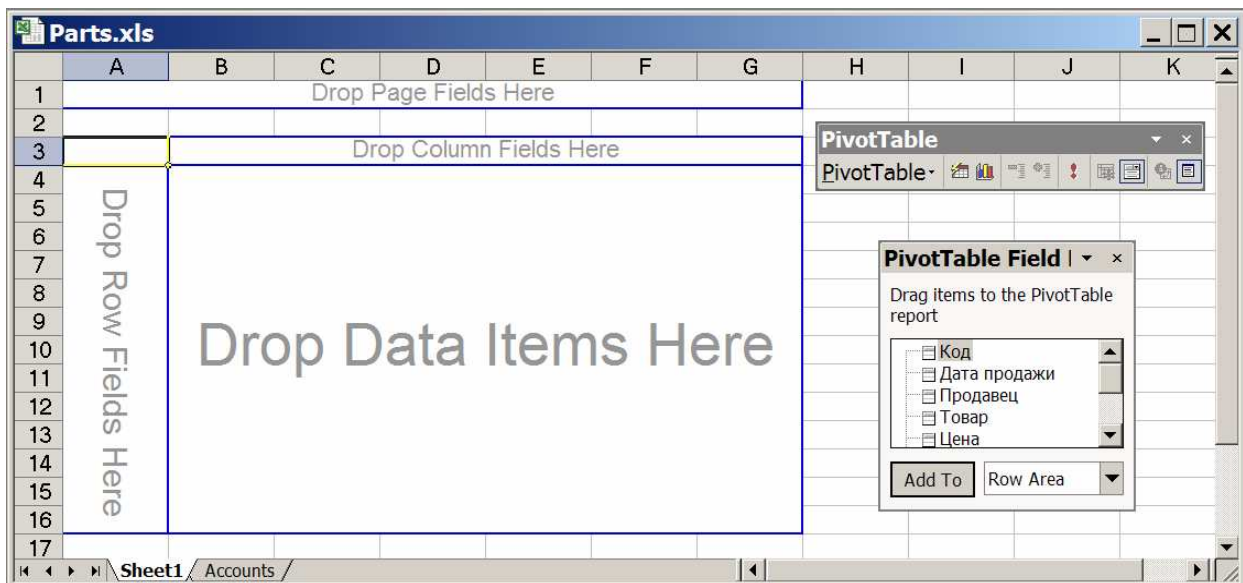 Parts.xls
A B C D E F G H I J K
1 Drop Page Fields Here
2
3 Drop Column Fields Here
PivotTable
PivotTable
4
5
6
7
8
9
10
11
12
13
14
15
16
17
Drop Row Fields Here
Drop Data Items Here
PivotTable Field
Drag items to the PivotTable
report
Код
Дата продажи
Продавец
Товар
Цена
Add To Row Area
Sheet1 Accounts